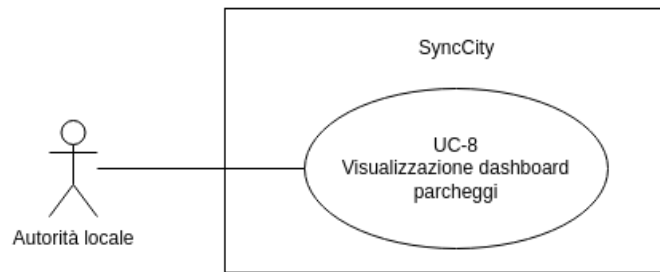 SyncCity
UC-8
Visualizzazione dashboard
parcheggi
Autorità locale